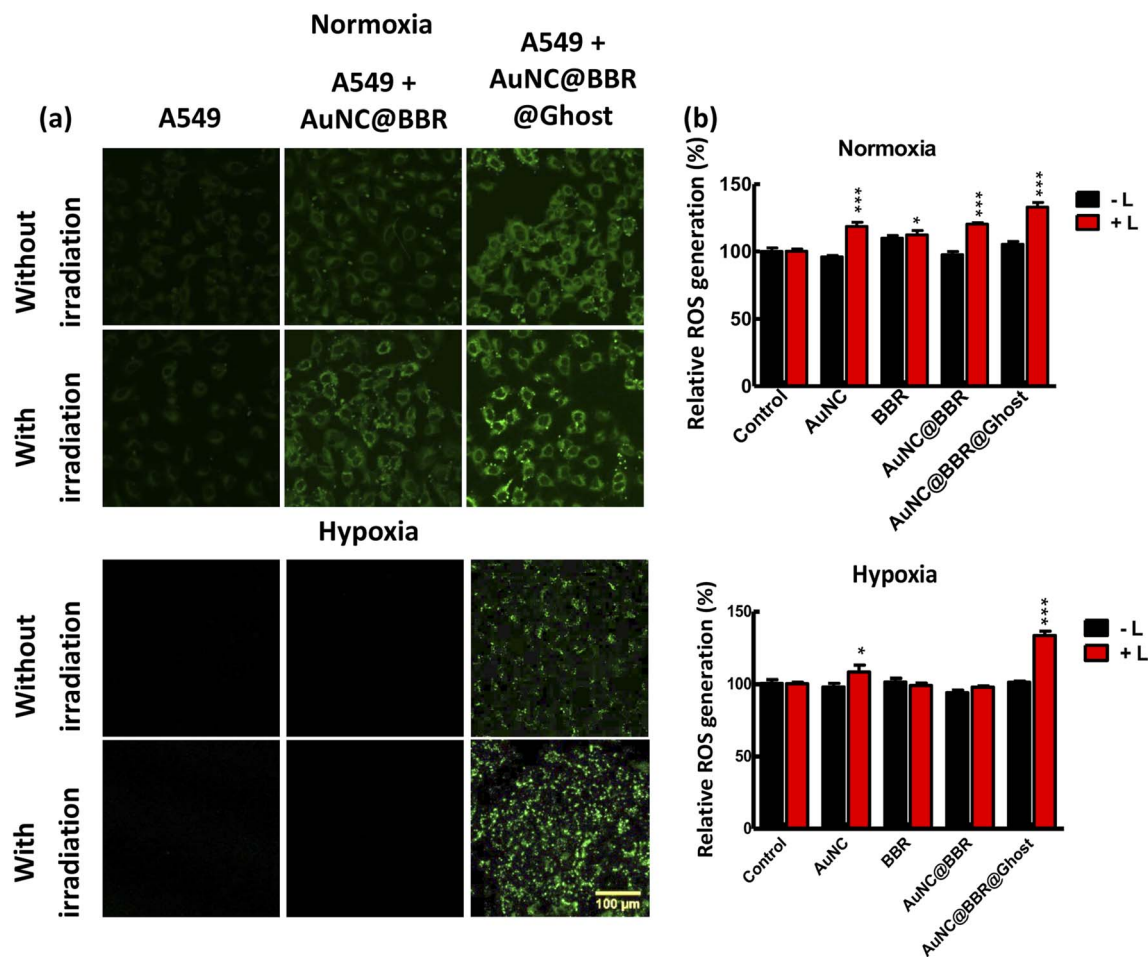 Normoxia
(a)
A549
A549 +
AuNC@BBR
A549 +
AuNC@BBR
@Ghost
Without
irradiation
With
irradiation
Hypoxia
Without
irradiation
With
irradiation
100 µm
(b)
Normoxia
Relative ROS generation (%)
150
100
50
0
***
*
***
***
- L
+ L
Control
AuNC
BBR
AuNC@BBR
AuNC@BBR@Ghost
Hypoxia
Relative ROS generation (%)
150
100
50
0
*
***
- L
+ L
Control
AuNC
BBR
AuNC@BBR
AuNC@BBR@Ghost